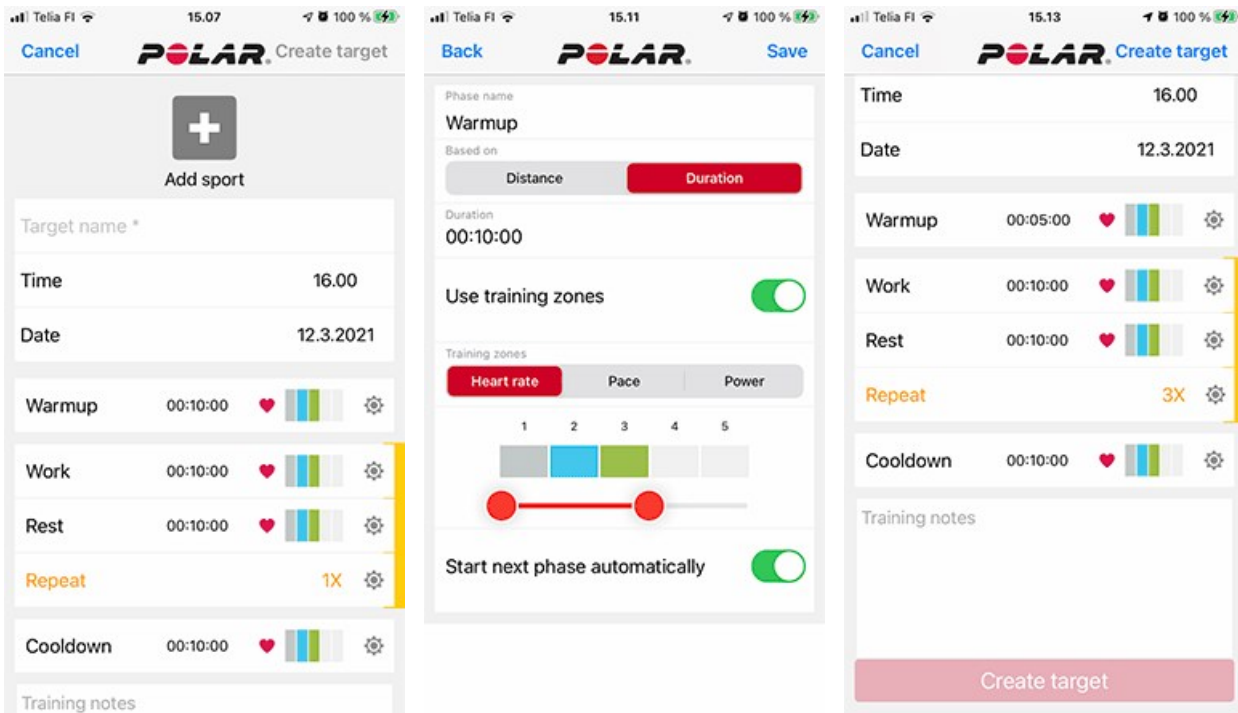 Telia FI 15.07 100 %
Cancel POLAR. Create target
Add sport
Target name *
Time 16.00
Date 12.3.2021
Warmup 00:10:00
Work 00:10:00
Rest 00:10:00
Repeat 1X
Cooldown 00:10:00
Training notes
Telia FI 15.11 100 %
Back POLAR. Save
Phase name
Warmup
Based on
Distance Duration
Duration
00:10:00
Use training zones
Training zones
Heart rate Pace Power
1 2 3 4 5
Start next phase automatically
Telia FI 15.13 100 %
Cancel POLAR. Create target
Time 16.00
Date 12.3.2021
Warmup 00:05:00
Work 00:10:00
Rest 00:10:00
Repeat 3X
Cooldown 00:10:00
Training notes
Create target